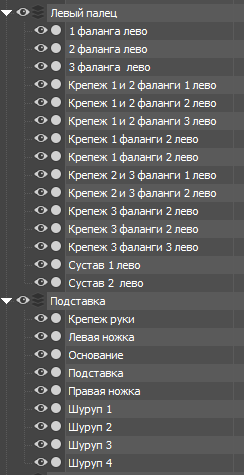 Левый палец
1 фаланга лево
2 фаланга лево
3 фаланга лево
Крепеж 1 и 2 фаланги 1 лево
Крепеж 1 и 2 фаланги 2 лево
Крепеж 1 и 2 фаланги 3 лево
Крепеж 1 фаланги 2 лево
Крепеж 1 фаланги 2 лево
Крепеж 2 и 3 фаланги 1 лево
Крепеж 2 и 3 фаланги 2 лево
Крепеж 3 фаланги 2 лево
Крепеж 3 фаланги 2 лево
Крепеж 3 фаланги 3 лево
Сустав 1 лево
Сустав 2 лево
Подставка
Крепеж руки
Левая ножка
Основание
Подставка
Правая ножка
Шуруп 1
Шуруп 2
Шуруп 3
Шуруп 4